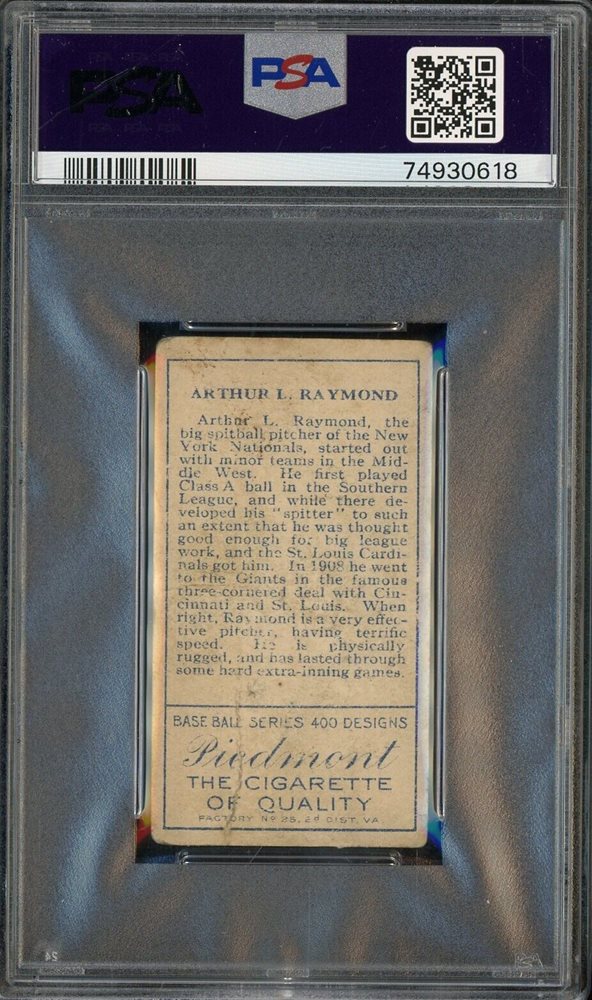 PSA
PSA
74930618
ARTHUR L. RAYMOND
Arthur L. Raymond, the
big spitball pitcher of the New
York Nationals, started out
with minor teams in the Mid-
dle West. He first played
Class A ball in the Southern
League, and while there de-
veloped his "spitter" to such
an extent that he was thought
good enough for big league
work, and the St. Louis Cardi-
nals got him. In 1908 he went
to the Giants in the famous
three-cornered deal with Cin-
cinnati and St. Louis. When
right, Raymond is a very effec-
tive pitcher, having terrific
speed. He is physically
rugged, and has lasted through
some hard extra-inning games.
BASE BALL SERIES 400 DESIGNS
Piedmont
THE CIGARETTE
OF QUALITY
FACTORY No 25, 2d DIST. VA.